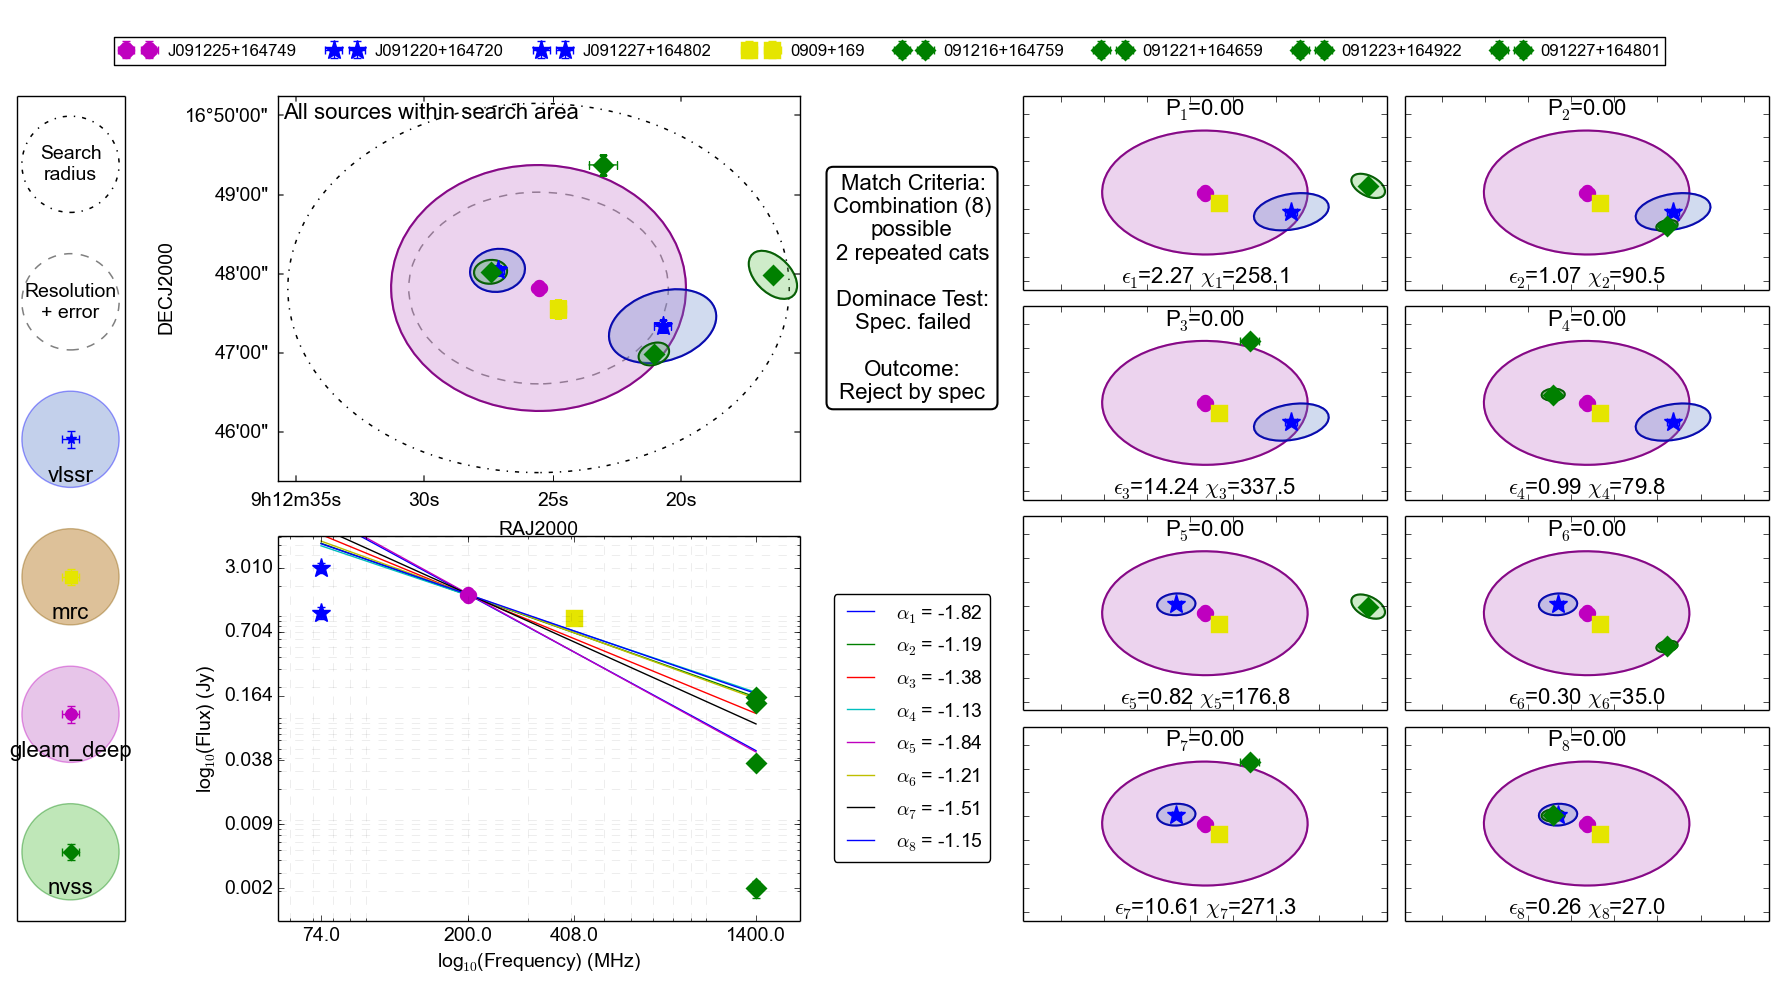 J091225+164749 J091220+164720 J091227+164802 0909+169 091216+164759 091221+164659 091223+164922 091227+164801
Search
radius
Resolution
+ error
vlssr
mrc
gleam_deep
nvss
All sources within search area
16°50'00"
49'00"
48'00"
47'00"
46'00"
DECJ2000
9h12m35s 30s 25s 20s
RAJ2000
Match Criteria:
Combination (8)
possible
2 repeated cats
Dominace Test:
Spec. failed
Outcome:
Reject by spec
3.010
0.704
0.164
0.038
0.009
0.002
log10(Flux) (Jy)
74.0 200.0 408.0 1400.0
log10(Frequency) (MHz)
α1 = -1.82
α2 = -1.19
α3 = -1.38
α4 = -1.13
α5 = -1.84
α6 = -1.21
α7 = -1.51
α8 = -1.15
P1=0.00
ϵ1=2.27 χ1=258.1
P2=0.00
ϵ2=1.07 χ2=90.5
P3=0.00
ϵ3=14.24 χ3=337.5
P4=0.00
ϵ4=0.99 χ4=79.8
P5=0.00
ϵ5=0.82 χ5=176.8
P6=0.00
ϵ6=0.30 χ6=35.0
P7=0.00
ϵ7=10.61 χ7=271.3
P8=0.00
ϵ8=0.26 χ8=27.0